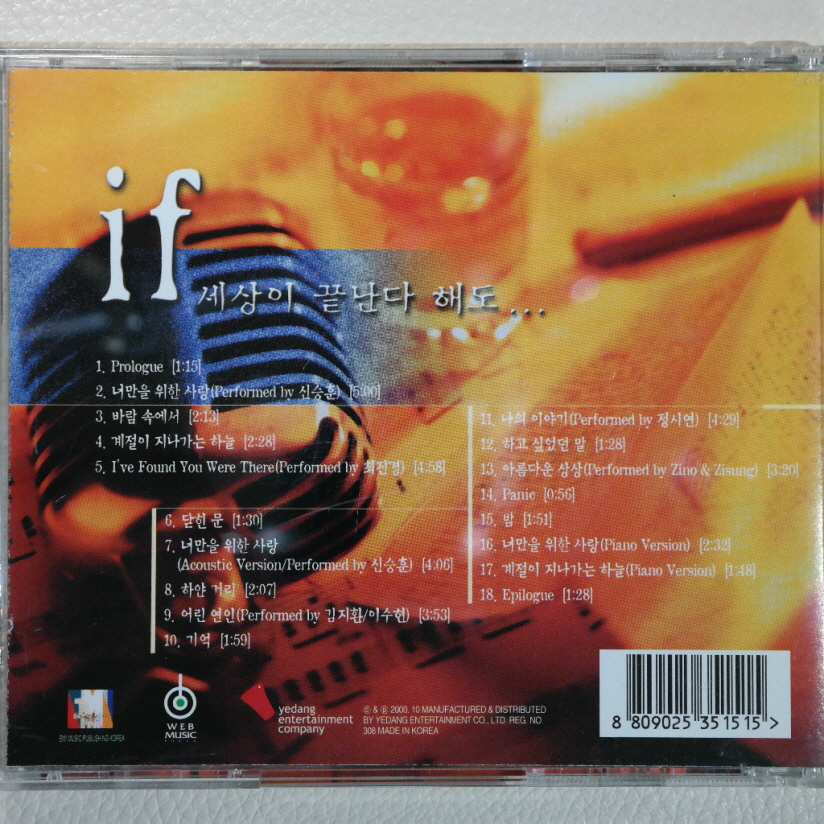 if
세상이 끝난다 해도...
1. Prologue [1:15]
2. 너만을 위한 사랑(Performed by 신승훈) [5:00]
3. 바람 속에서 [2:13]
4. 계절이 지나가는 하늘 [2:28]
5. I've Found You Were There(Performed by 최진경) [4:58]
6. 닫힌 문 [1:30]
7. 너만을 위한 사랑
(Acoustic Version/Performed by 신승훈) [4:06]
8. 하얀 거리 [2:07]
9. 어린 연인(Performed by 김지환/이수현) [3:53]
10. 기억 [1:59]
11. 나의 이야기(Performed by 정시연) [4:29]
12. 하고 싶었던 말 [1:28]
13. 아름다운 상상(Performed by Zino & Zisung) [3:20]
14. Panic [0:56]
15. 밤 [1:51]
16. 너만을 위한 사랑(Piano Version) [2:32]
17. 계절이 지나가는 하늘(Piano Version) [1:48]
18. Epilogue [1:28]
EMI MUSIC PUBLISHING KOREA
WEB
MUSIC
KOREA
yedang
entertainment
company
© & ℗ 2000. 10 MANUFACTURED & DISTRIBUTED
BY YEDANG ENTERTAINMENT CO., LTD. REG. NO.
308 MADE IN KOREA
8 809025 351515 >